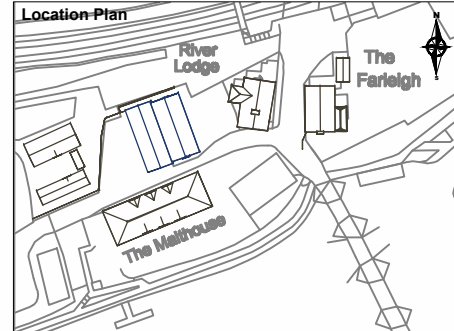 Location Plan
River
Lodge
The
Farleigh
N
S
The Malthouse